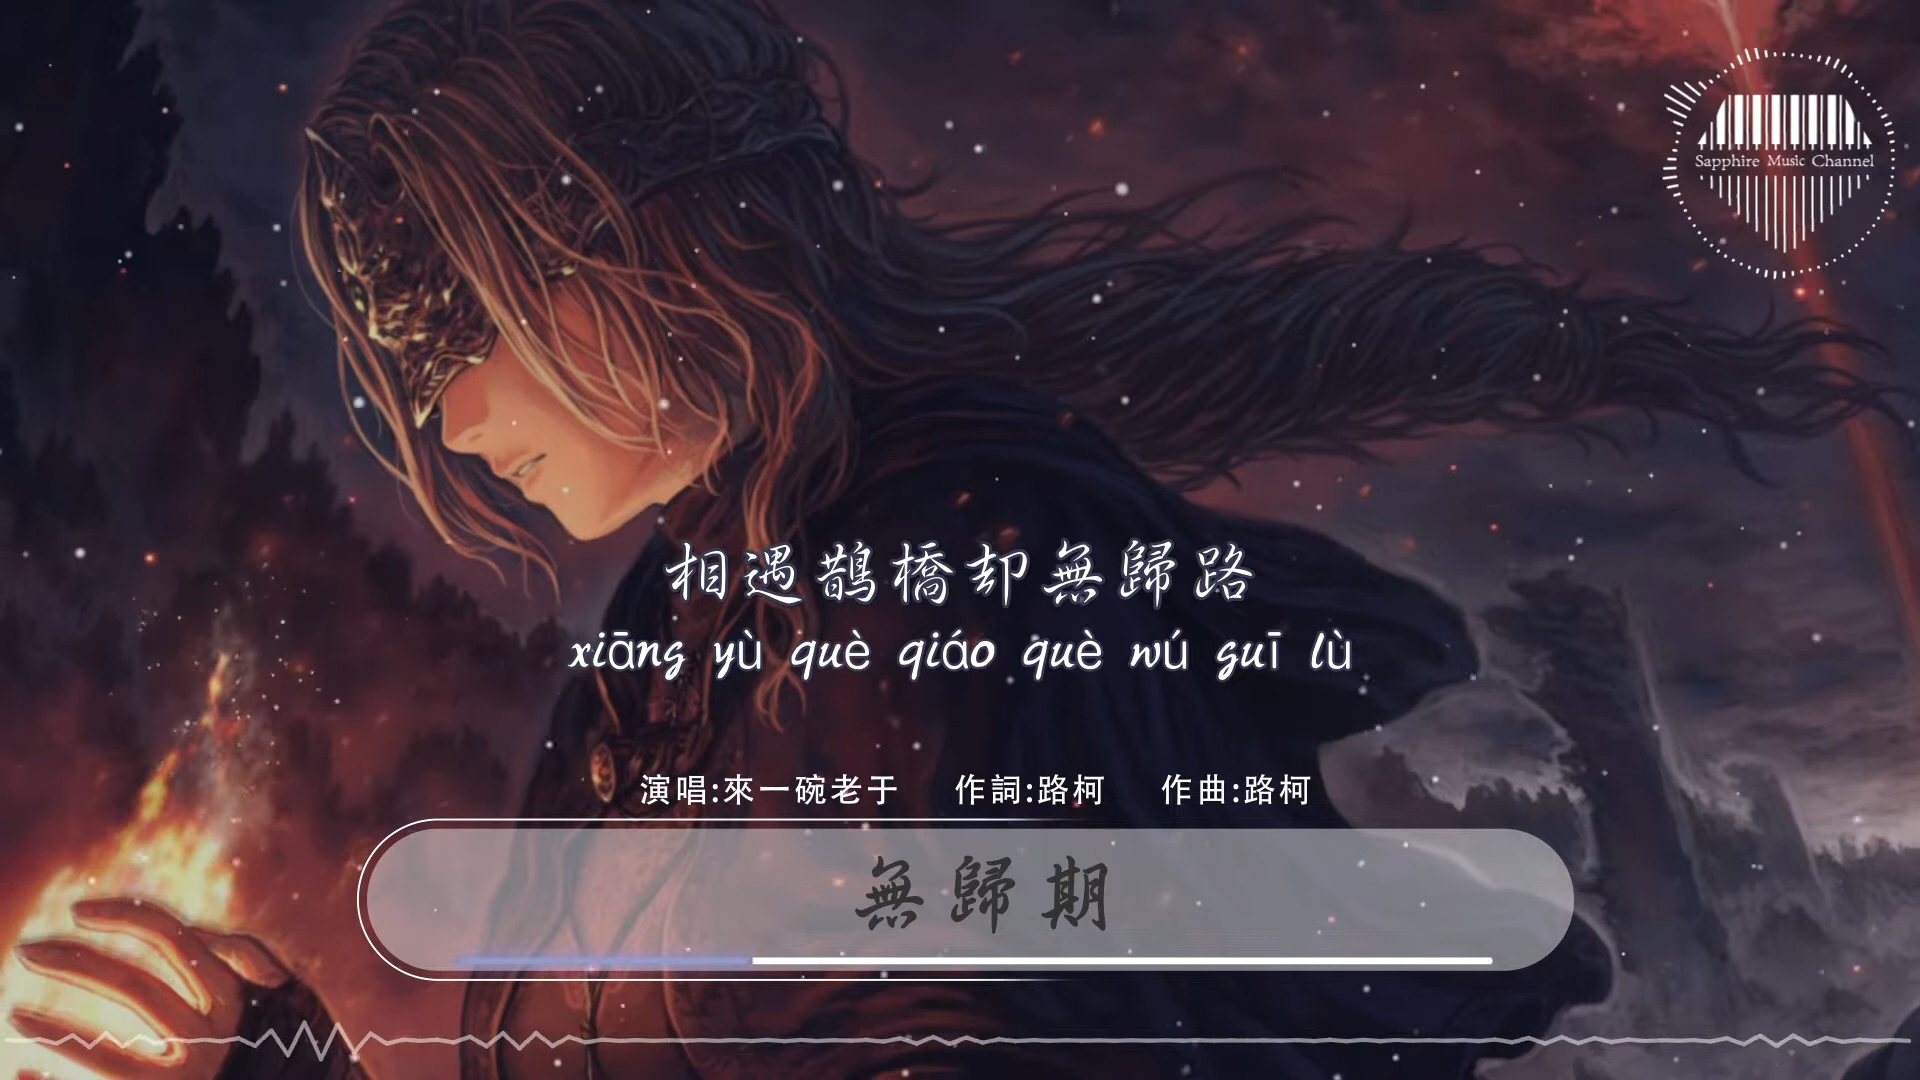 Sapphire Music Channel
相遇鵲橋却無歸路
xiāng yù què qiáo què wú guī lù
演唱:來一碗老于 作詞:路柯 作曲:路柯
無歸期